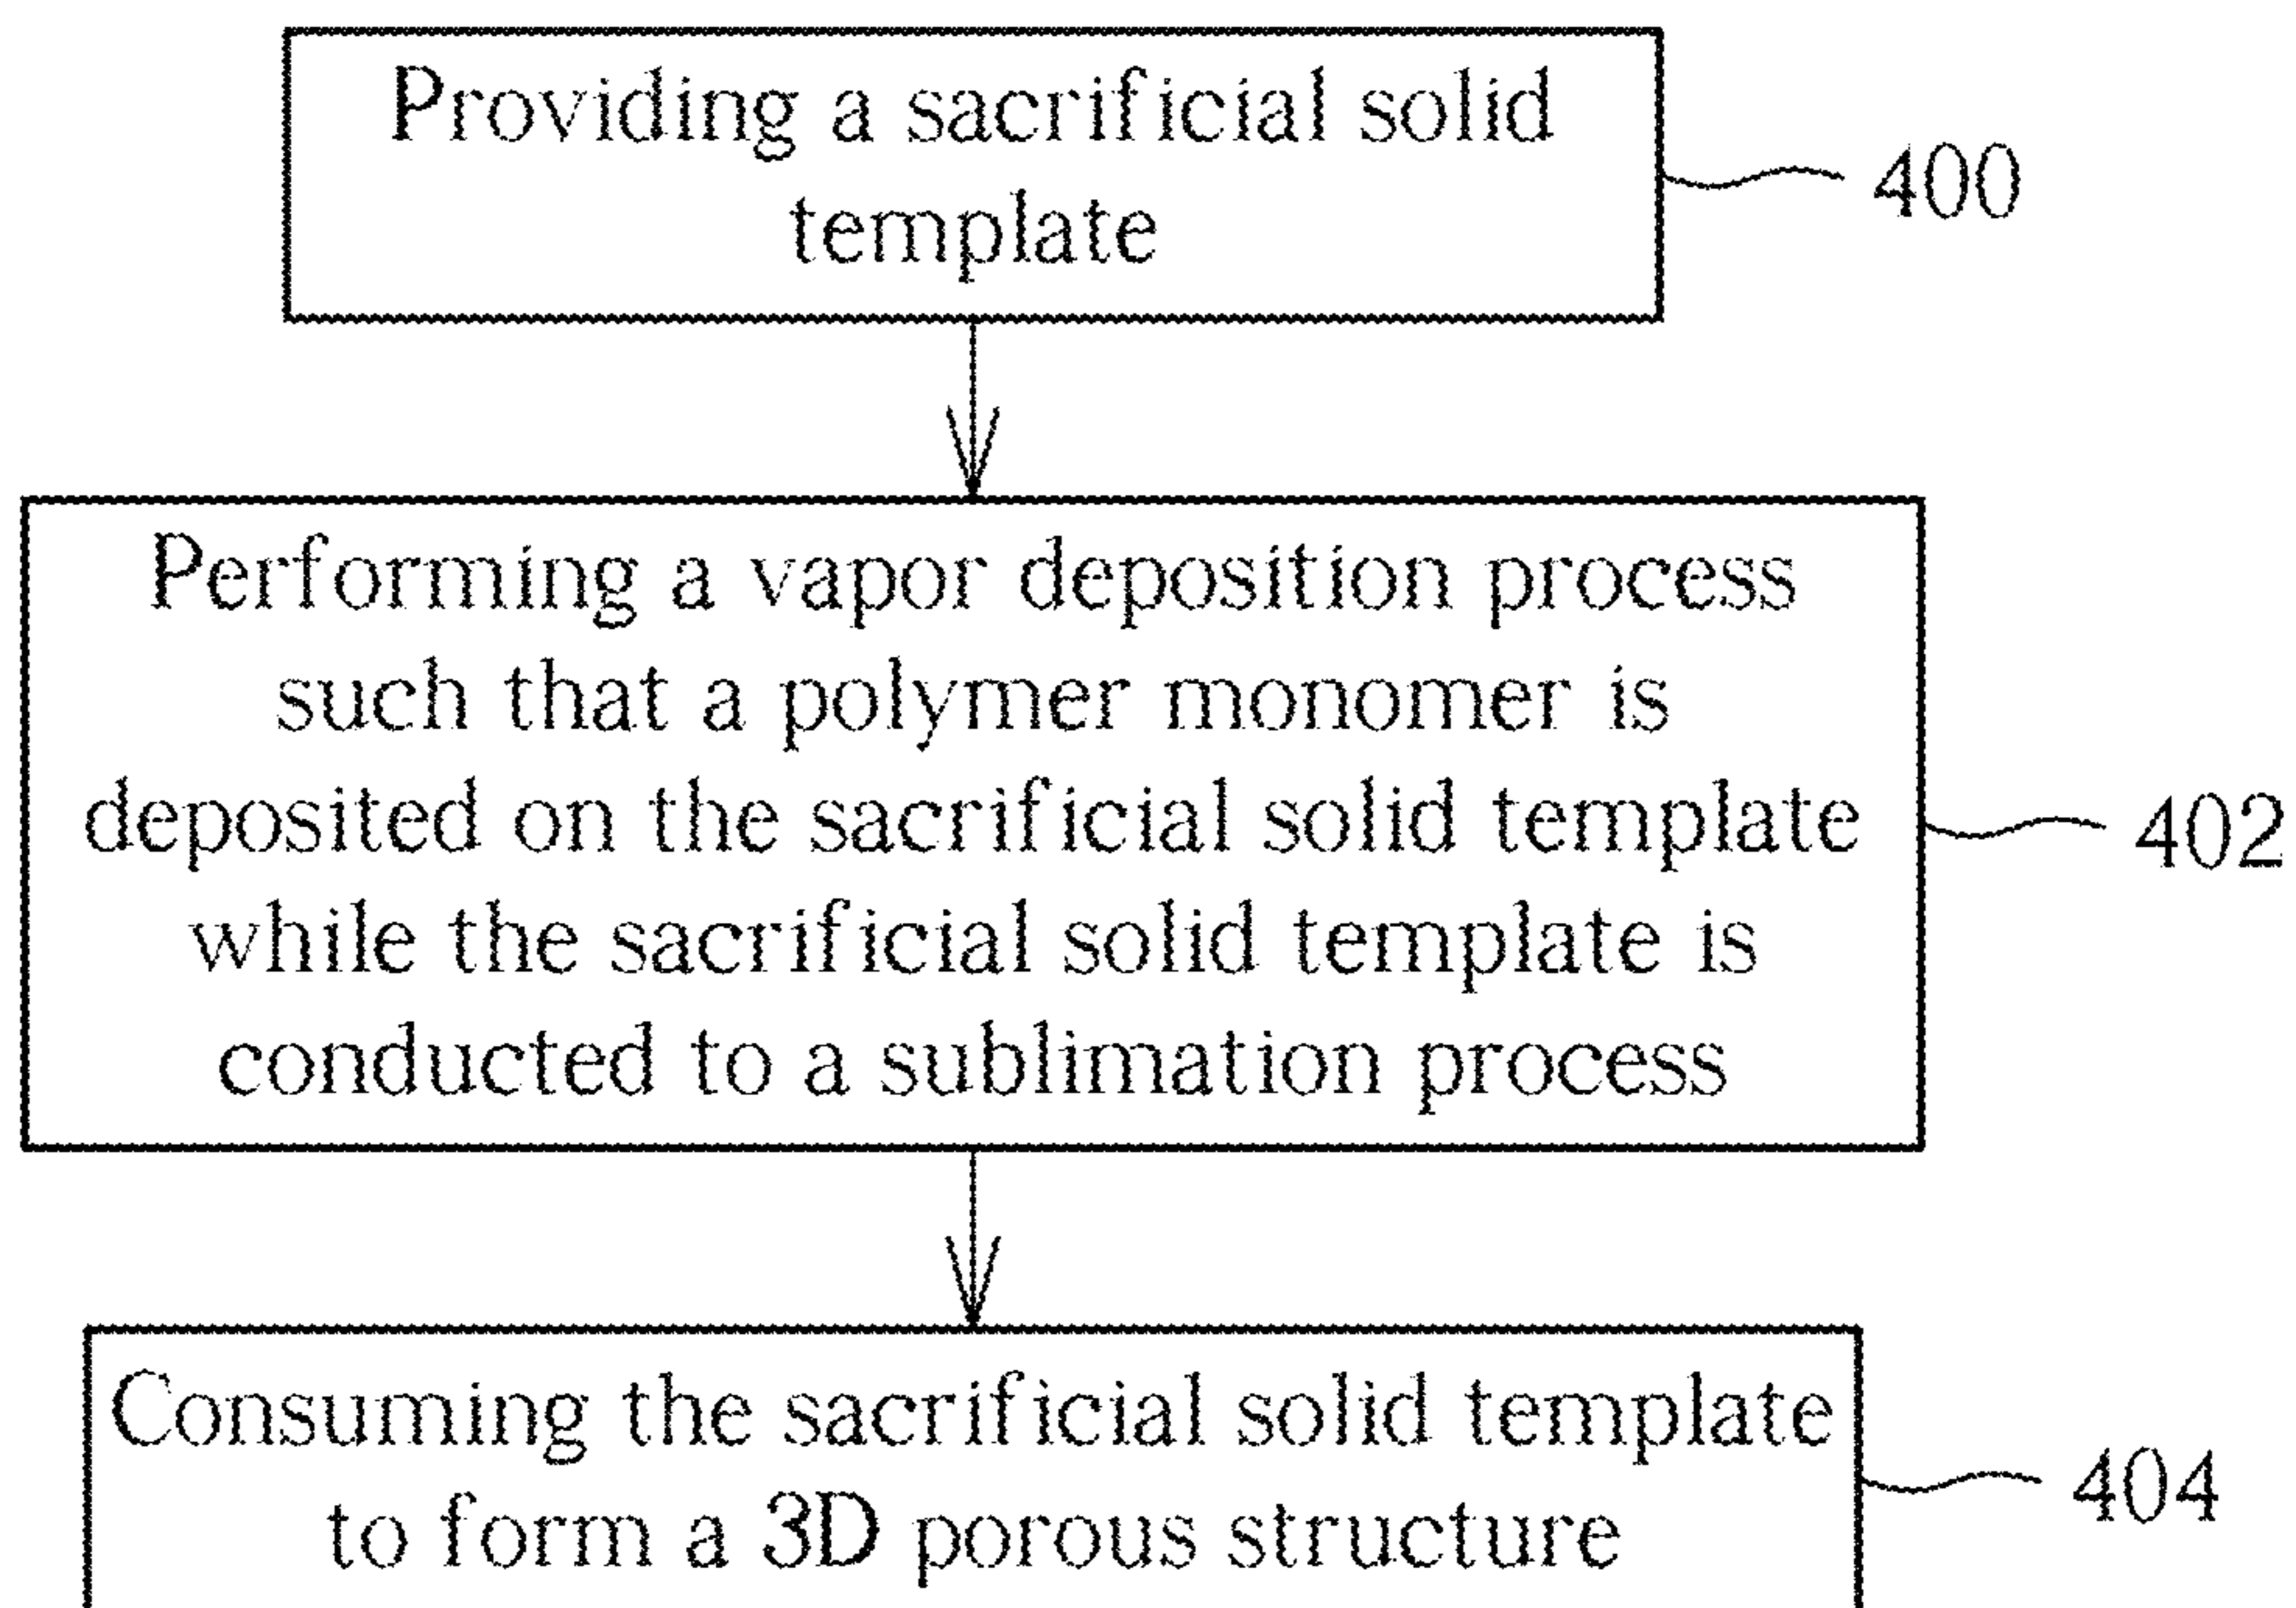 Providing a sacrificial solid
template
400
Performing a vapor deposition process
such that a polymer monomer is
deposited on the sacrificial solid template
while the sacrificial solid template is
conducted to a sublimation process
402
Consuming the sacrificial solid template
to form a 3D porous structure
404